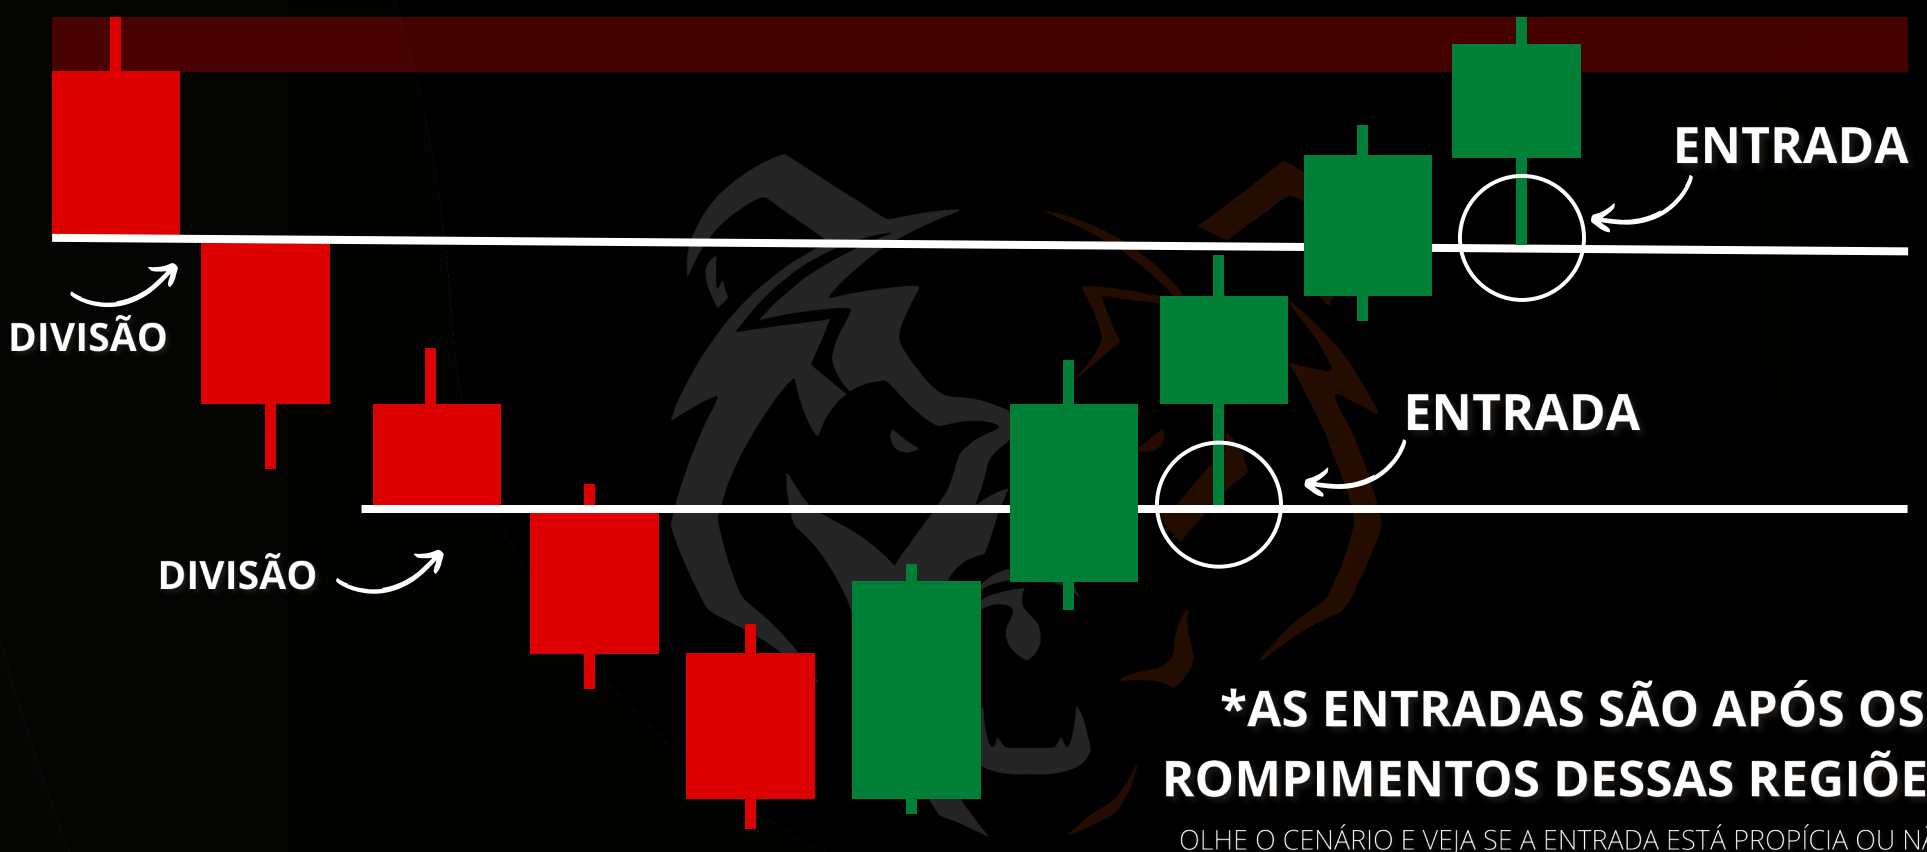 ENTRADA
DIVISÃO
ENTRADA
DIVISÃO
*AS ENTRADAS SÃO APÓS OS
ROMPIMENTOS DESSAS REGIÕE
OLHE O CENÁRIO E VEJA SE A ENTRADA ESTÁ PROPÍCIA OU